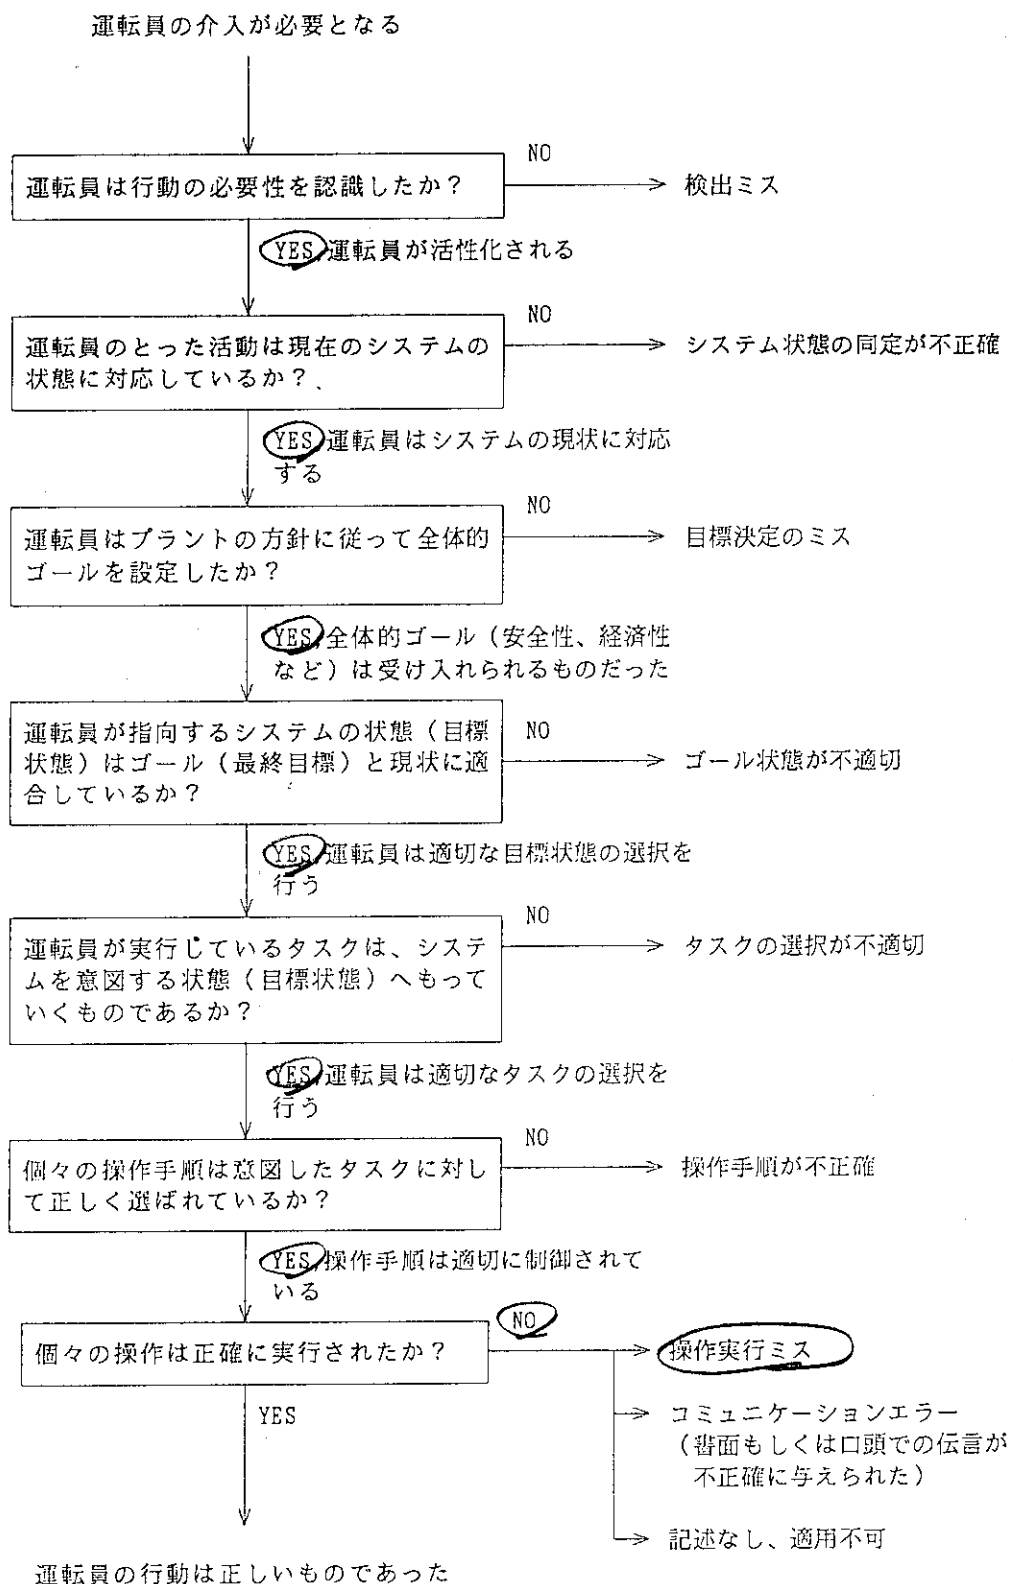 運転員の介入が必要となる
NO
運転員は行動の必要性を認識したか?
検出ミス
YES,運転員が活性化される
NO
運転員のとった活動は現在のシステムの
状態に対応しているか?
システム状態の同定が不正確
YES,運転員はシステムの現状に対応
する
NO
運転員はプラントの方針に従って全体的
ゴールを設定したか?
目標決定のミス
YES,全体的ゴール(安全性、経済性
など)は受け入れられるものだった
運転員が指向するシステムの状態(目標
状態)はゴール(最終目標)と現状に適
合しているか?
NO
ゴール状態が不適切
YES,運転員は適切な目標状態の選択を
行う
NO
運転員が実行しているタスクは、システ
ムを意図する状態(目標状態)へもって
いくものであるか?
タスクの選択が不適切
YES,運転員は適切なタスクの選択を
行う
NO
個々の操作手順は意図したタスクに対し
て正しく選ばれているか?
操作手順が不正確
YES,操作手順は適切に制御されて
いる
NO
個々の操作は正確に実行されたか?
操作実行ミス
YES
コミュニケーションエラー
(書面もしくは口頭での伝言が
不正確に与えられた)
記述なし、適用不可
運転員の行動は正しいものであった